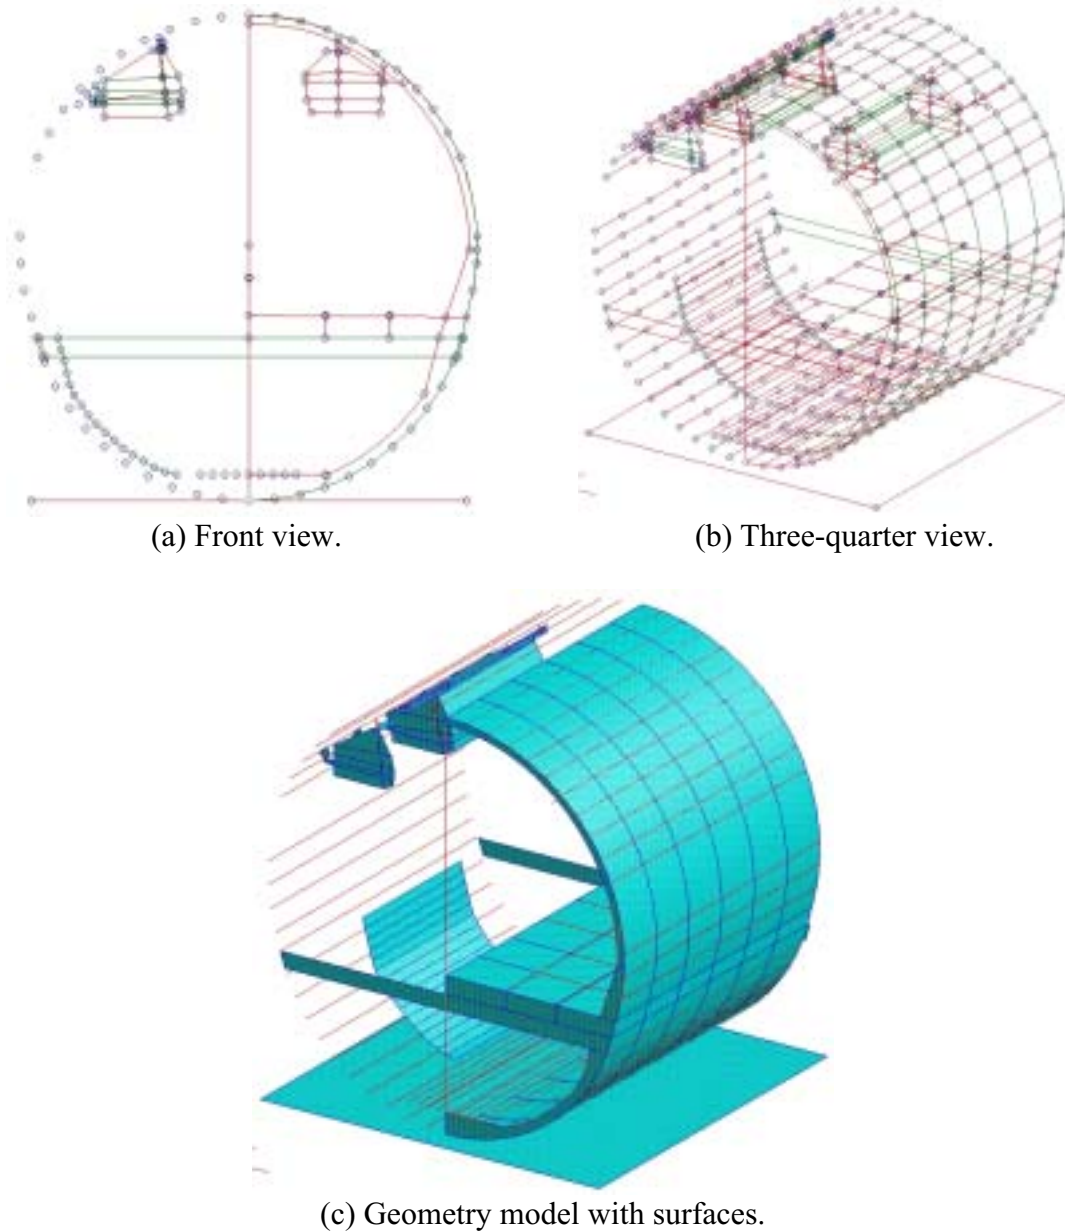 (a) Front view.
(b) Three-quarter view.
(c) Geometry model with surfaces.